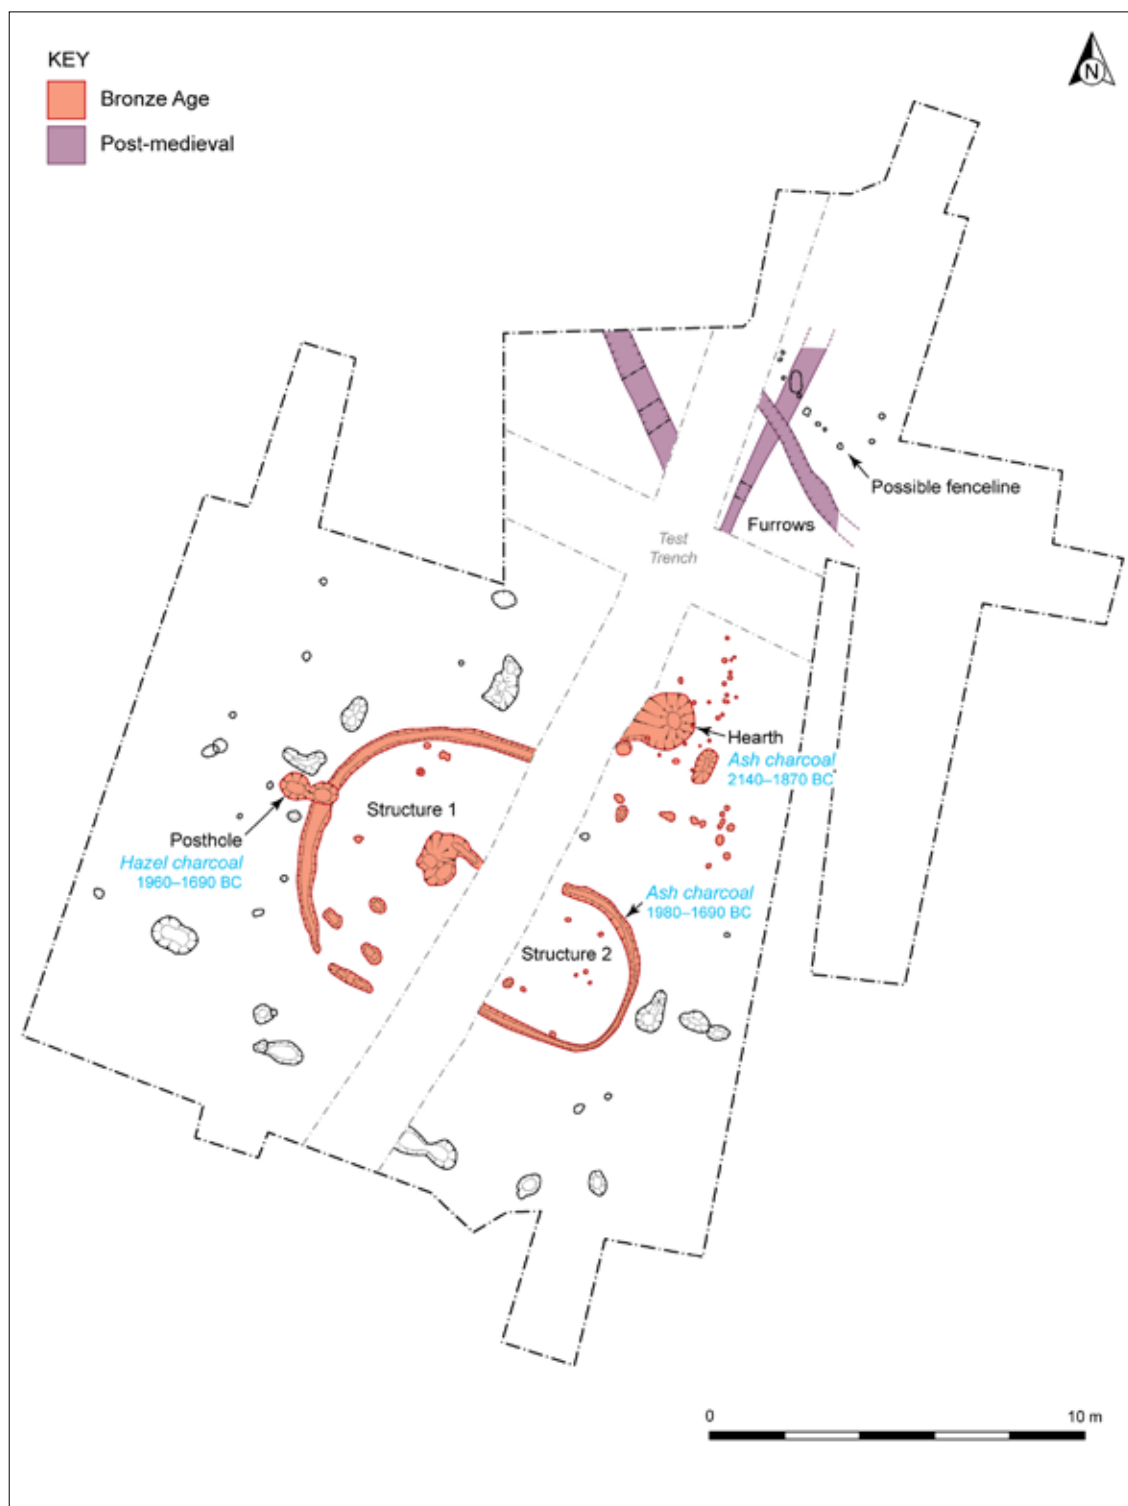 KEY
N
Bronze Age
Post-medieval
Possible fenceline
Furrows
Test
Trench
Hearth
Ash charcoal
2140–1870 BC
Structure 1
Posthole
Hazel charcoal
1960–1690 BC
Ash charcoal
1980–1690 BC
Structure 2
0
10 m